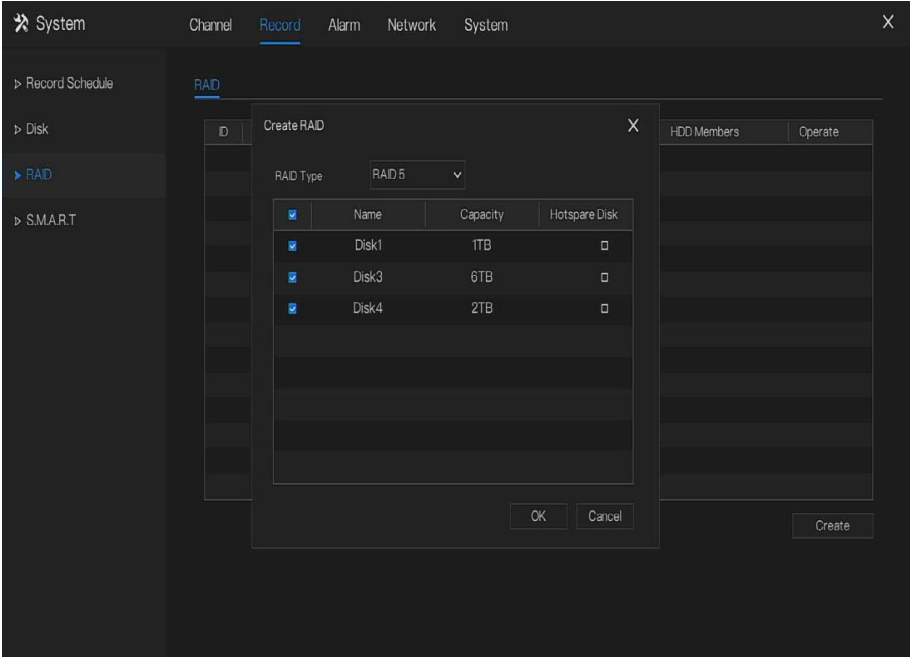 System Channel Record Alarm Network System X
Record Schedule
RAID
Disk
ID Create RAID X HDD Members Operate
RAID
RAID Type RAID 5
S.M.A.R.T
Name Capacity Hotspare Disk
Disk1 1TB
Disk3 6TB
Disk4 2TB
OK Cancel
Create